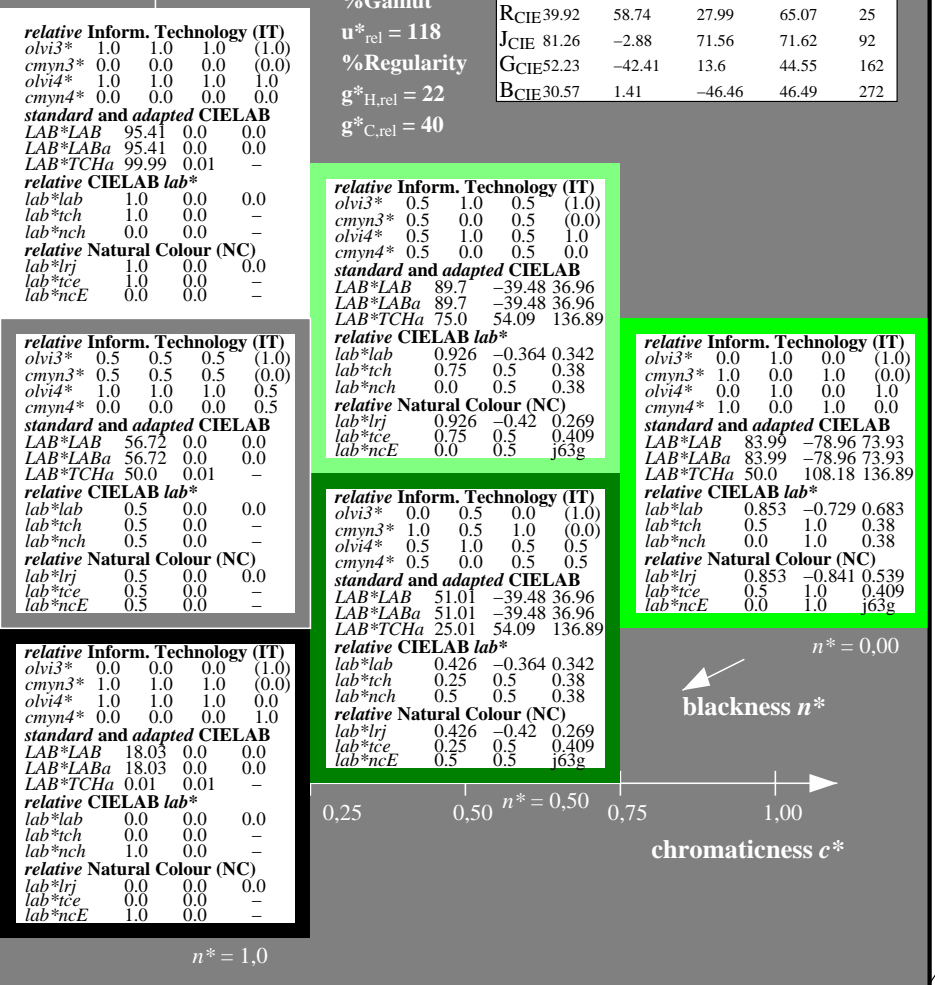 %Gamut
u*rel = 118
%Regularity
g*H,rel = 22
g*C,rel = 40
RCIE 39.92 58.74 27.99 65.07 25
JCIE 81.26 −2.88 71.56 71.62 92
GCIE 52.23 −42.41 13.6 44.55 162
BCIE 30.57 1.41 −46.46 46.49 272
relative Inform. Technology (IT)
olvi3* 1.0 1.0 1.0 (1.0)
cmyn3* 0.0 0.0 0.0 (0.0)
olvi4* 1.0 1.0 1.0 1.0
cmyn4* 0.0 0.0 0.0 0.0
standard and adapted CIELAB
LAB*LAB 95.41 0.0 0.0
LAB*LABa 95.41 0.0 0.0
LAB*TCHa 99.99 0.01 –
relative CIELAB lab*
lab*lab 1.0 0.0 0.0
lab*tch 1.0 0.0 –
lab*nch 0.0 0.0 –
relative Natural Colour (NC)
lab*lrj 1.0 0.0 0.0
lab*tce 1.0 0.0 –
lab*ncE 0.0 0.0 –
relative Inform. Technology (IT)
olvi3* 0.5 1.0 0.5 (1.0)
cmyn3* 0.5 0.0 0.5 (0.0)
olvi4* 0.5 1.0 0.5 1.0
cmyn4* 0.5 0.0 0.5 0.0
standard and adapted CIELAB
LAB*LAB 89.7 −39.48 36.96
LAB*LABa 89.7 −39.48 36.96
LAB*TCHa 75.0 54.09 136.89
relative CIELAB lab*
lab*lab 0.926 −0.364 0.342
lab*tch 0.75 0.5 0.38
lab*nch 0.0 0.5 0.38
relative Natural Colour (NC)
lab*lrj 0.926 −0.42 0.269
lab*tce 0.75 0.5 0.409
lab*ncE 0.0 0.5 j63g
relative Inform. Technology (IT)
olvi3* 0.5 0.5 0.5 (1.0)
cmyn3* 0.5 0.5 0.5 (0.0)
olvi4* 1.0 1.0 1.0 0.5
cmyn4* 0.0 0.0 0.0 0.5
standard and adapted CIELAB
LAB*LAB 56.72 0.0 0.0
LAB*LABa 56.72 0.0 0.0
LAB*TCHa 50.0 0.01 –
relative CIELAB lab*
lab*lab 0.5 0.0 0.0
lab*tch 0.5 0.0 –
lab*nch 0.5 0.0 –
relative Natural Colour (NC)
lab*lrj 0.5 0.0 0.0
lab*tce 0.5 0.0 –
lab*ncE 0.5 0.0 –
relative Inform. Technology (IT)
olvi3* 0.0 1.0 0.0 (1.0)
cmyn3* 1.0 0.0 1.0 (0.0)
olvi4* 0.0 1.0 0.0 1.0
cmyn4* 1.0 0.0 1.0 0.0
standard and adapted CIELAB
LAB*LAB 83.99 −78.96 73.93
LAB*LABa 83.99 −78.96 73.93
LAB*TCHa 50.0 108.18 136.89
relative CIELAB lab*
lab*lab 0.853 −0.729 0.683
lab*tch 0.5 1.0 0.38
lab*nch 0.0 1.0 0.38
relative Natural Colour (NC)
lab*lrj 0.853 −0.841 0.539
lab*tce 0.5 1.0 0.409
lab*ncE 0.0 1.0 j63g
relative Inform. Technology (IT)
olvi3* 0.0 0.5 0.0 (1.0)
cmyn3* 1.0 0.5 1.0 (0.0)
olvi4* 0.5 1.0 0.5 0.5
cmyn4* 0.5 0.0 0.5 0.5
standard and adapted CIELAB
LAB*LAB 51.01 −39.48 36.96
LAB*LABa 51.01 −39.48 36.96
LAB*TCHa 25.01 54.09 136.89
relative CIELAB lab*
lab*lab 0.426 −0.364 0.342
lab*tch 0.25 0.5 0.38
lab*nch 0.5 0.5 0.38
relative Natural Colour (NC)
lab*lrj 0.426 −0.42 0.269
lab*tce 0.25 0.5 0.409
lab*ncE 0.5 0.5 j63g
relative Inform. Technology (IT)
olvi3* 0.0 0.0 0.0 (1.0)
cmyn3* 1.0 1.0 1.0 (0.0)
olvi4* 1.0 1.0 1.0 0.0
cmyn4* 0.0 0.0 0.0 1.0
standard and adapted CIELAB
LAB*LAB 18.03 0.0 0.0
LAB*LABa 18.03 0.0 0.0
LAB*TCHa 0.01 0.01 –
relative CIELAB lab*
lab*lab 0.0 0.0 0.0
lab*tch 0.0 0.0 –
lab*nch 1.0 0.0 –
relative Natural Colour (NC)
lab*lrj 0.0 0.0 0.0
lab*tce 0.0 0.0 –
lab*ncE 1.0 0.0 –
n* = 0,00
blackness n*
n* = 0,50
0,25 0,50 0,75 1,00
chromaticness c*
n* = 1,0